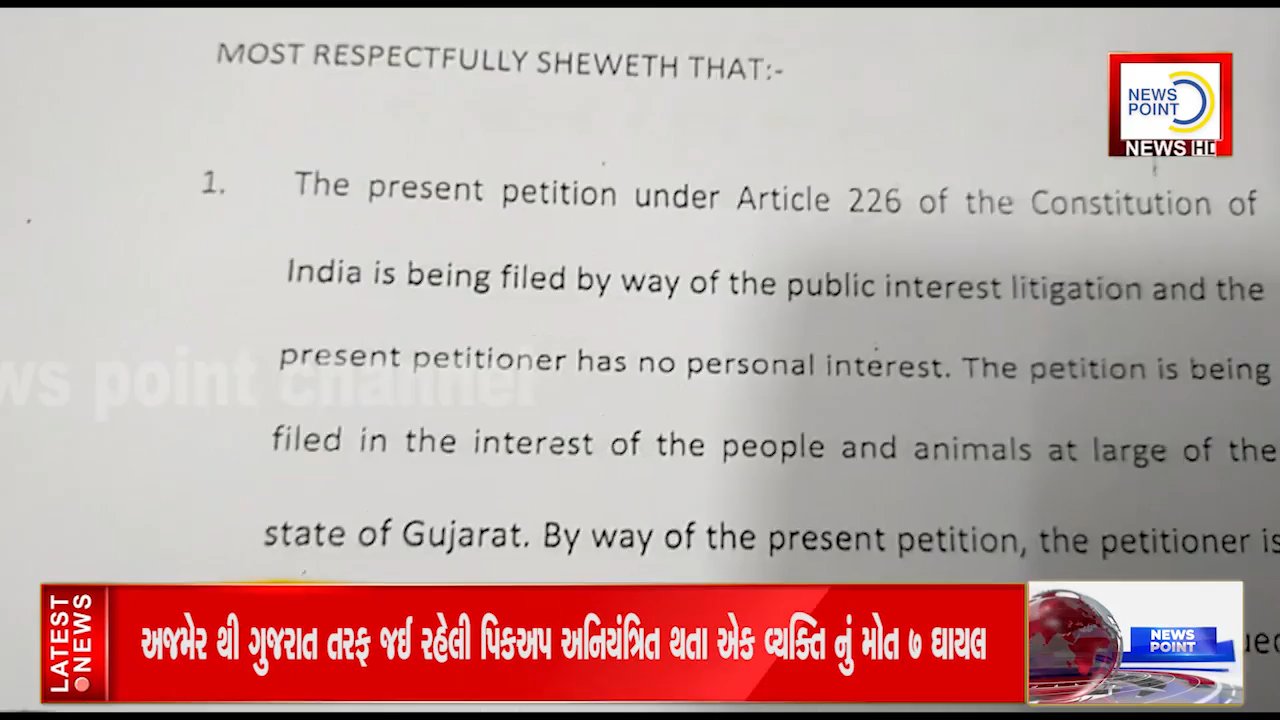 MOST RESPECTFULLY SHEWETH THAT:-
NEWS
POINT
NEWS HD
1. The present petition under Article 226 of the Constitution of
India is being filed by way of the public interest litigation and the
present petitioner has no personal interest. The petition is being
ws point channel
filed in the interest of the people and animals at large of the
state of Gujarat. By way of the present petition, the petitioner is
LATEST
NEWS
અજમેર થી ગુજરાત તરફ જઈ રહેલી પિકઅપ અનિયંત્રિત થતા એક વ્યક્તિ નું મોત ૭ ઘાયલ
NEWS
POINT